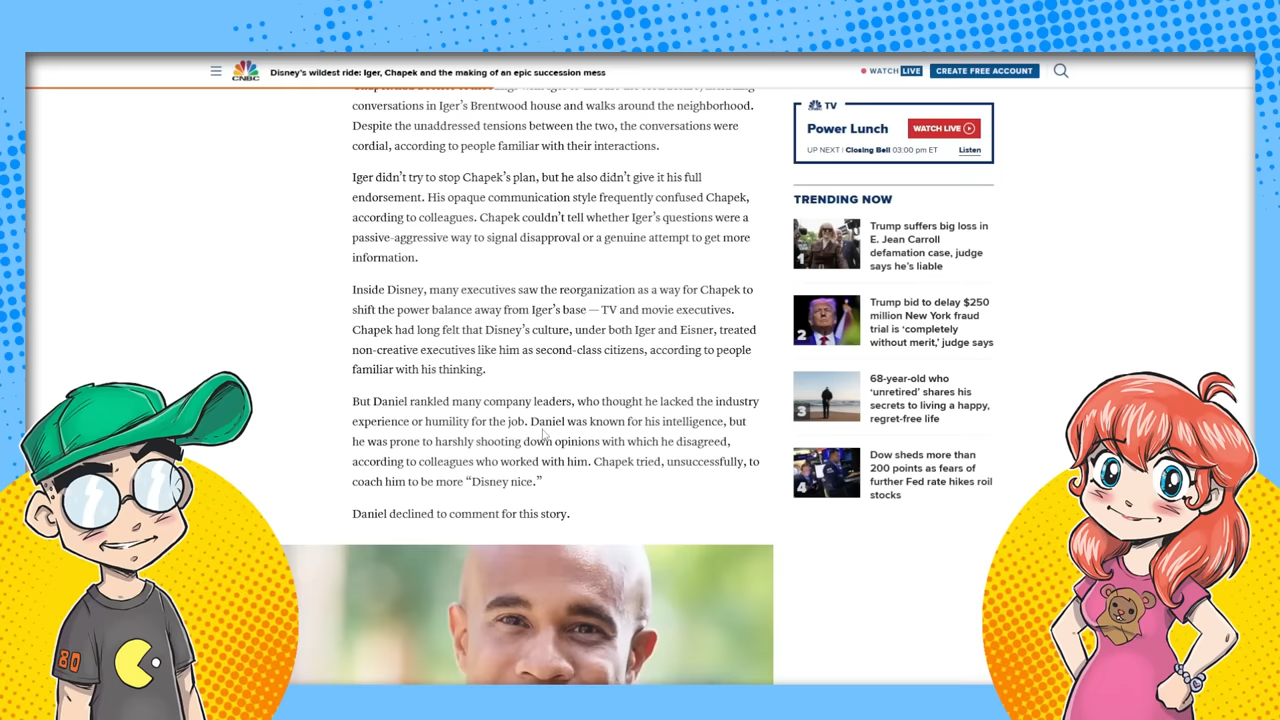 CNBC
Disney's wildest ride: Iger, Chapek and the making of an epic succession mess
WATCH LIVE
CREATE FREE ACCOUNT
conversations in Iger's Brentwood house and walks around the neighborhood.
Despite the unaddressed tensions between the two, the conversations were
cordial, according to people familiar with their interactions.
Iger didn't try to stop Chapek's plan, but he also didn't give it his full
endorsement. His opaque communication style frequently confused Chapek,
according to colleagues. Chapek couldn't tell whether Iger's questions were a
passive-aggressive way to signal disapproval or a genuine attempt to get more
information.
Inside Disney, many executives saw the reorganization as a way for Chapek to
shift the power balance away from Iger's base — TV and movie executives.
Chapek had long felt that Disney's culture, under both Iger and Eisner, treated
non-creative executives like him as second-class citizens, according to people
familiar with his thinking.
But Daniel rankled many company leaders, who thought he lacked the industry
experience or humility for the job. Daniel was known for his intelligence, but
he was prone to harshly shooting down opinions with which he disagreed,
according to colleagues who worked with him. Chapek tried, unsuccessfully, to
coach him to be more “Disney nice.”
Daniel declined to comment for this story.
TV
Power Lunch
WATCH LIVE
UP NEXT | Closing Bell 03:00 pm ET
Listen
TRENDING NOW
1
Trump suffers big loss in
E. Jean Carroll
defamation case, judge
says he's liable
2
Trump bid to delay $250
million New York fraud
trial is ‘completely
without merit,’ judge says
3
68-year-old who
‘unretired’ shares his
secrets to living a happy,
regret-free life
4
Dow sheds more than
200 points as fears of
further Fed rate hikes roil
stocks
80